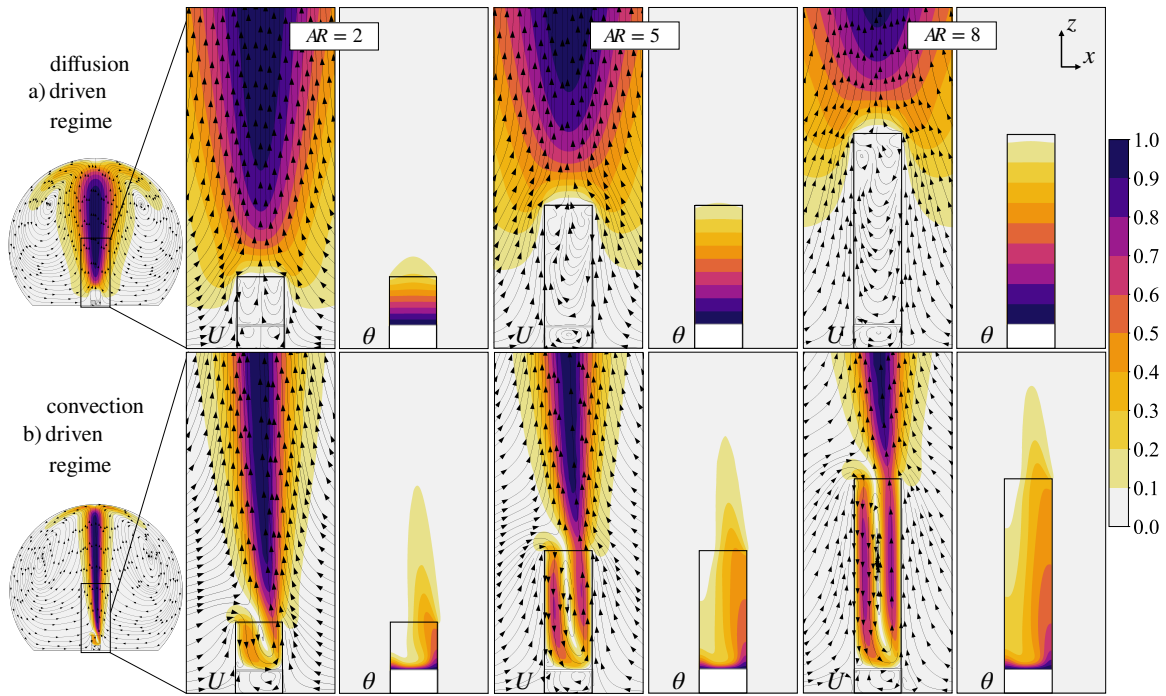 AR = 2
AR = 5
AR = 8
z
x
diffusion
a) driven
regime
U
θ
U
θ
U
θ
convection
b) driven
regime
U
θ
U
θ
U
θ
1.0
0.9
0.8
0.7
0.6
0.5
0.4
0.3
0.2
0.1
0.0